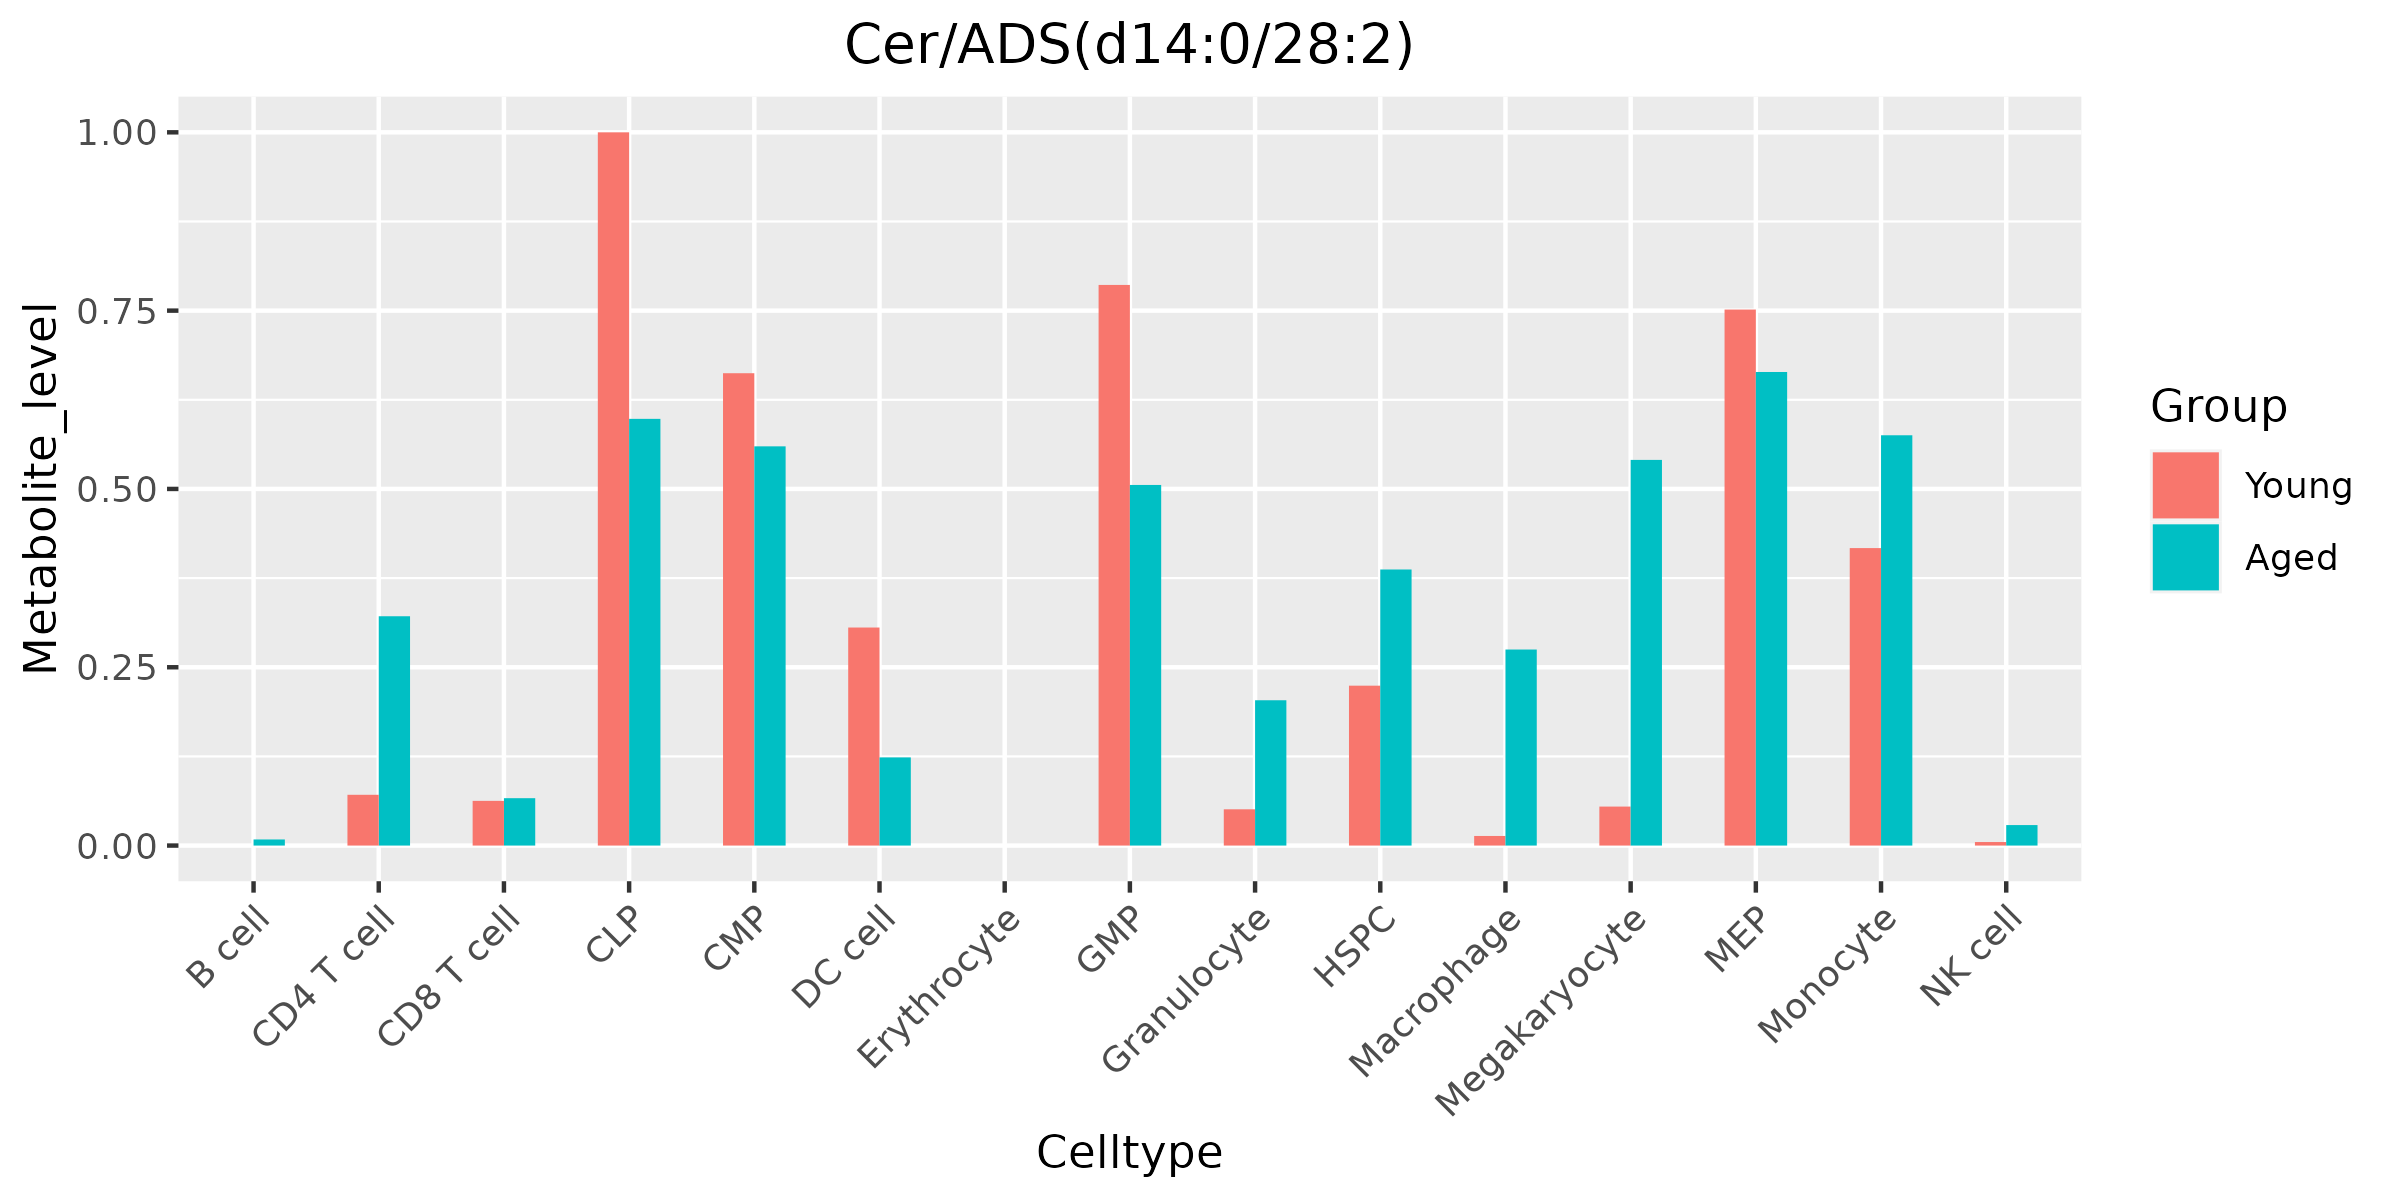 Cer/ADS(d14:0/28:2)
Metabolite_level
1.00
0.75
0.50
0.25
0.00
B cell
CD4 T cell
CD8 T cell
CLP
CMP
DC cell
Erythrocyte
GMP
Granulocyte
HSPC
Macrophage
Megakaryocyte
MEP
Monocyte
NK cell
Celltype
Group
Young
Aged